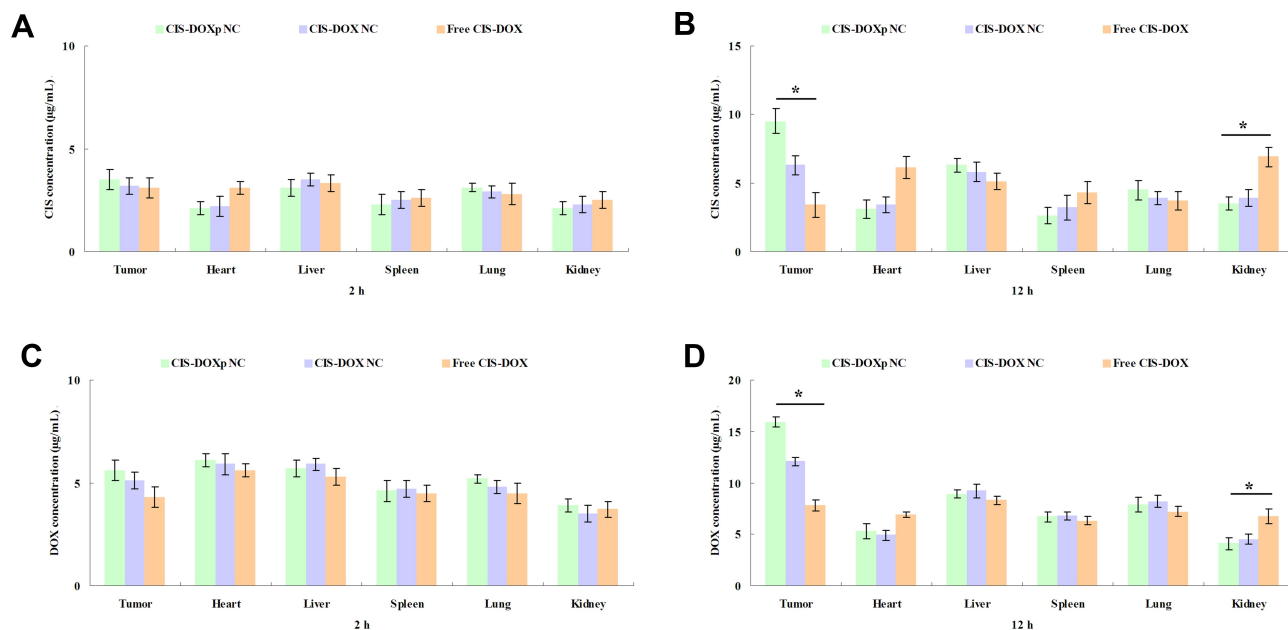 A
CIS-DOXp NC CIS-DOX NC Free CIS-DOX
10
5
0
CIS concentration (µg/mL)
Tumor Heart Liver Spleen Lung Kidney
2 h
B
CIS-DOXp NC CIS-DOX NC Free CIS-DOX
15
10
5
0
CIS concentration (µg/mL)
* *
Tumor Heart Liver Spleen Lung Kidney
12 h
C
CIS-DOXp NC CIS-DOX NC Free CIS-DOX
10
5
0
DOX concentration (µg/mL)
Tumor Heart Liver Spleen Lung Kidney
2 h
D
CIS-DOXp NC CIS-DOX NC Free CIS-DOX
20
15
10
5
0
DOX concentration (µg/mL)
* *
Tumor Heart Liver Spleen Lung Kidney
12 h